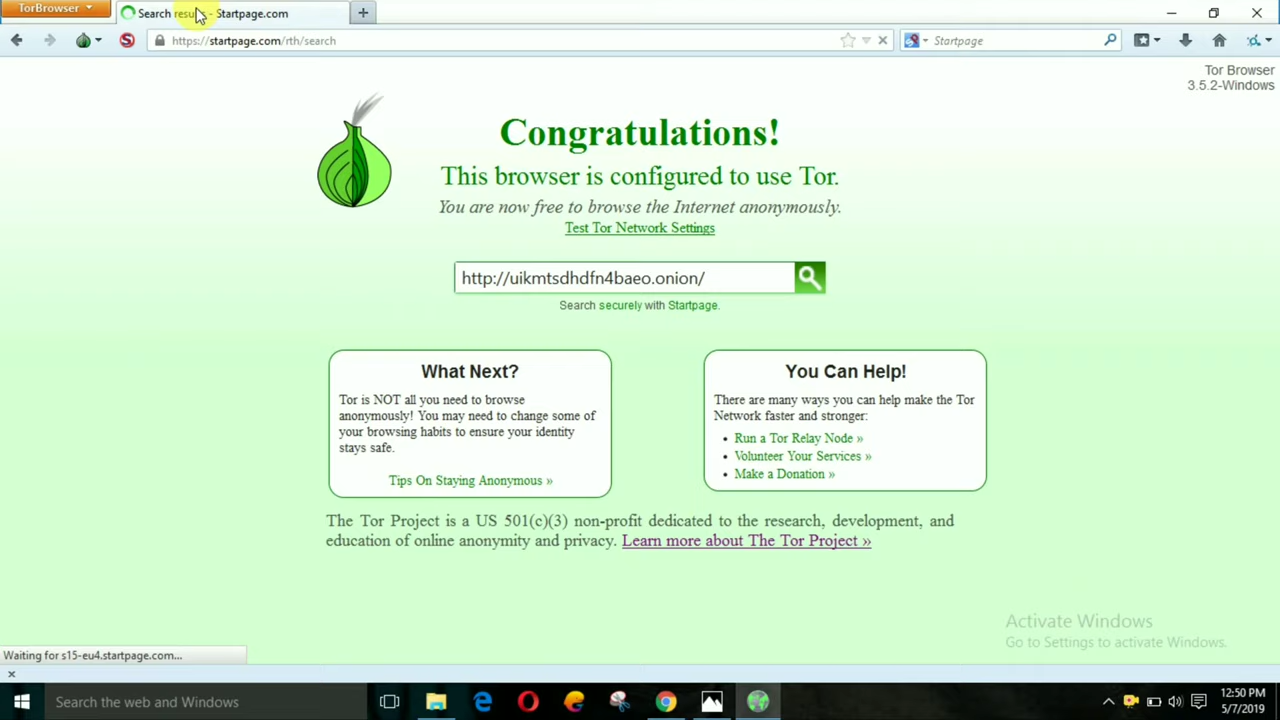 TorBrowser
Search results - Startpage.com
https://startpage.com/rth/search
Startpage
Tor Browser
3.5.2-Windows
Congratulations!
This browser is configured to use Tor.
You are now free to browse the Internet anonymously.
Test Tor Network Settings
http://uikmtsdhdfn4baeo.onion/
Search securely with Startpage.
What Next?
Tor is NOT all you need to browse
anonymously! You may need to change some of
your browsing habits to ensure your identity
stays safe.
Tips On Staying Anonymous »
You Can Help!
There are many ways you can help make the Tor
Network faster and stronger:
• Run a Tor Relay Node »
• Volunteer Your Services »
• Make a Donation »
The Tor Project is a US 501(c)(3) non-profit dedicated to the research, development, and
education of online anonymity and privacy. Learn more about The Tor Project »
Activate Windows
Go to Settings to activate Windows.
Waiting for s15-eu4.startpage.com...
Search the web and Windows
12:50 PM
5/7/2019